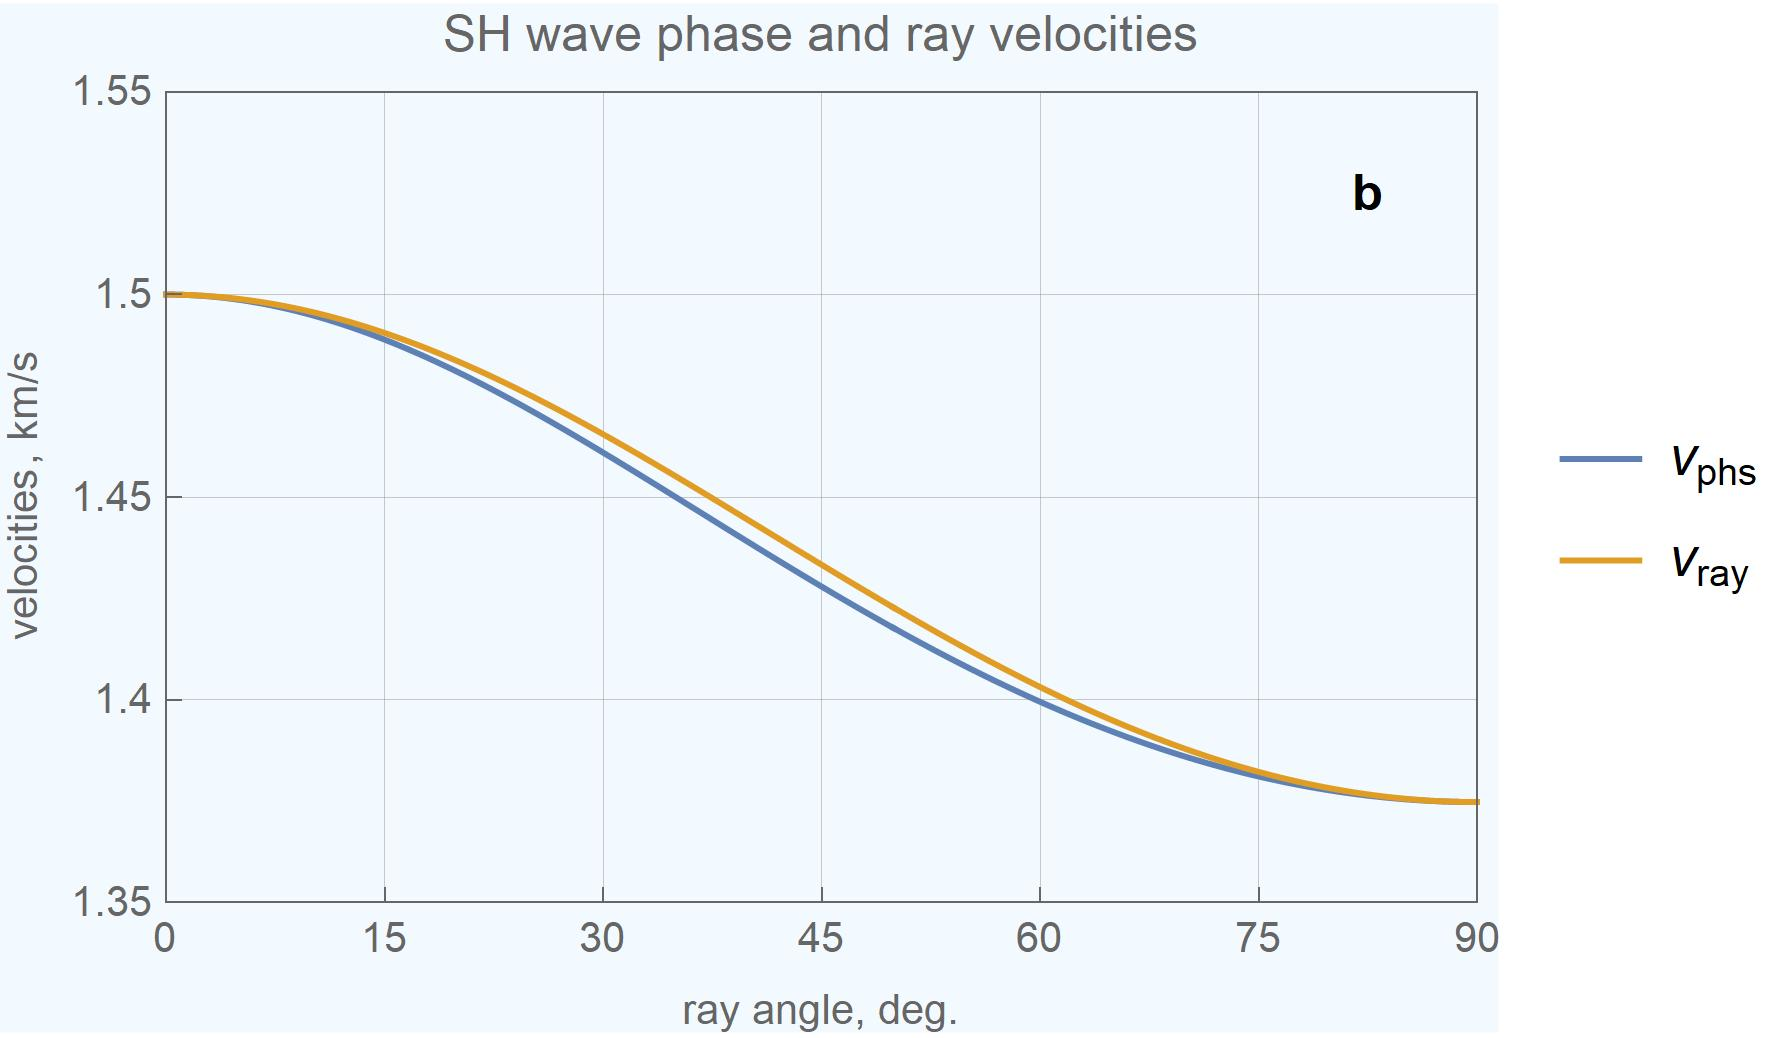 SH wave phase and ray velocities
1.55
b
1.5
1.45
1.4
1.35
velocities, km/s
0 15 30 45 60 75 90
ray angle, deg.
vphs
vray